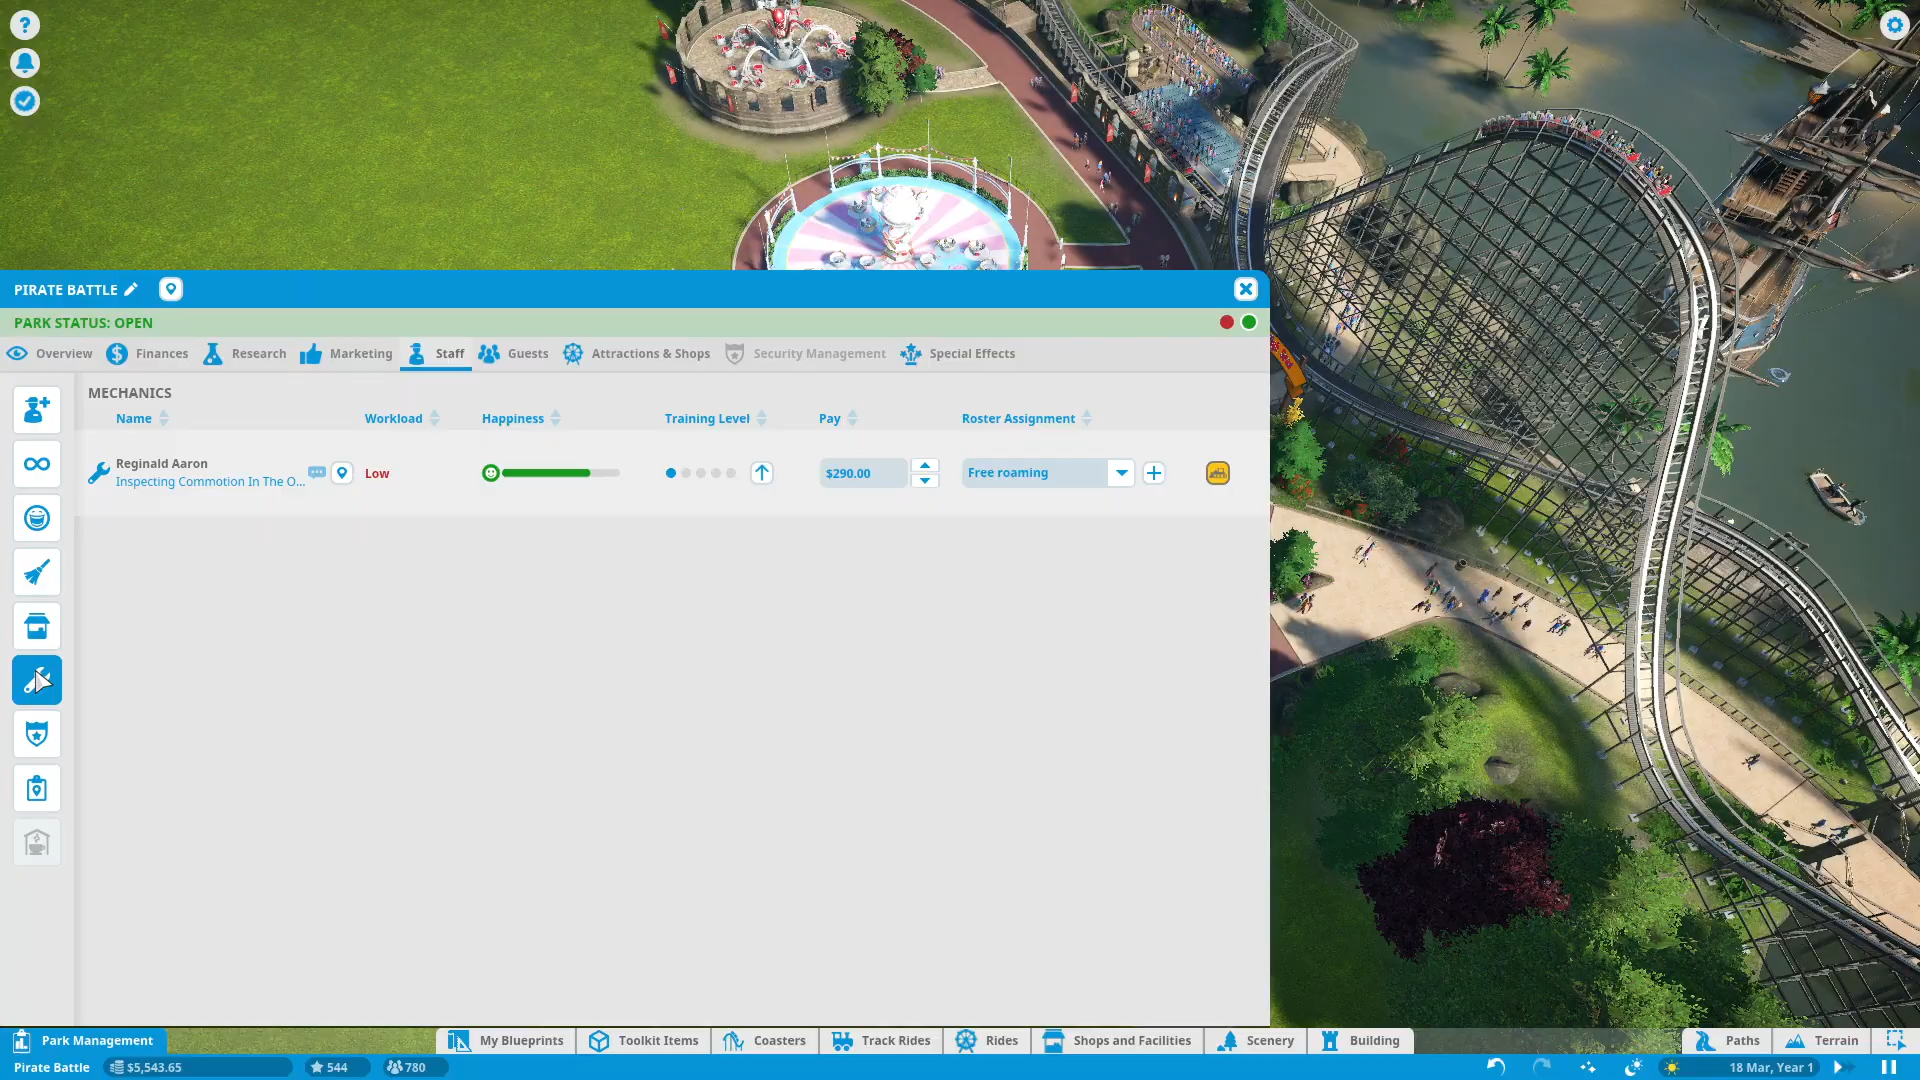 PIRATE BATTLE
PARK STATUS: OPEN
Overview Finances Research Marketing Staff Guests Attractions & Shops Security Management Special Effects
MECHANICS
Name Workload Happiness Training Level Pay Roster Assignment
Reginald Aaron
Inspecting Commotion In The O...
Low
$290.00
Free roaming
Park Management
My Blueprints Toolkit Items Coasters Track Rides Rides Shops and Facilities Scenery Building Paths Terrain
Pirate Battle $5,543.65 544 780 18 Mar, Year 1